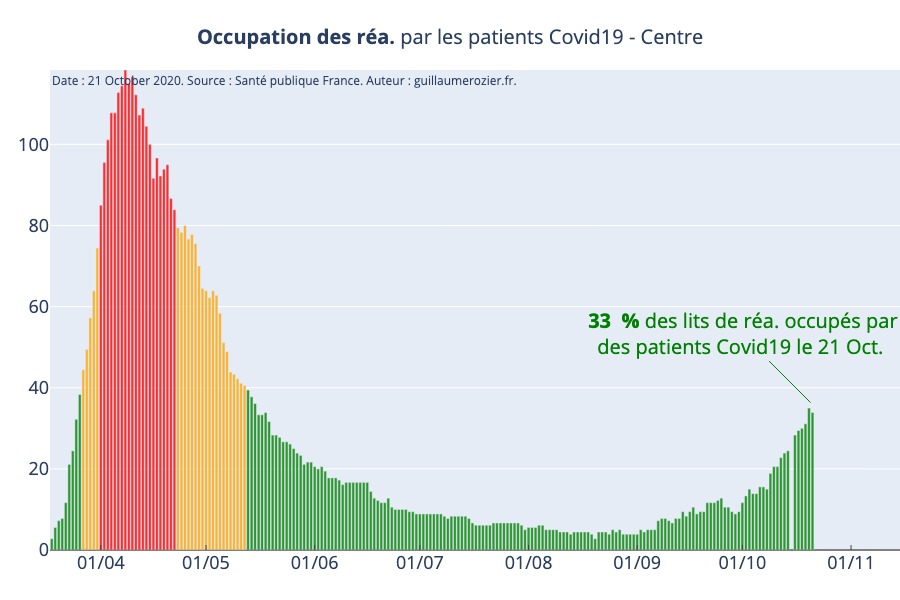 Occupation des réa. par les patients Covid19 - Centre
Date : 21 October 2020. Source : Santé publique France. Auteur : guillaumerozier.fr.
100
80
60
33 % des lits de réa. occupés par
des patients Covid19 le 21 Oct.
40
20
0
01/04 01/05 01/06 01/07 01/08 01/09 01/10 01/11